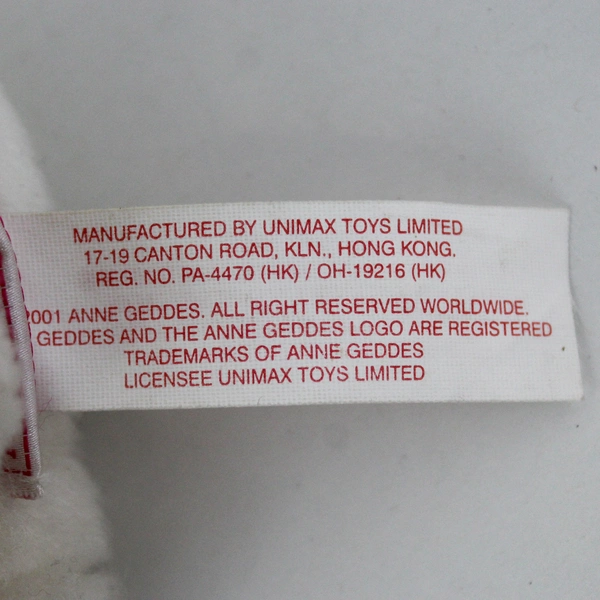 MANUFACTURED BY UNIMAX TOYS LIMITED
17-19 CANTON ROAD, KLN., HONG KONG.
REG. NO. PA-4470 (HK) / OH-19216 (HK)
2001 ANNE GEDDES. ALL RIGHT RESERVED WORLDWIDE.
GEDDES AND THE ANNE GEDDES LOGO ARE REGISTERED
TRADEMARKS OF ANNE GEDDES
LICENSEE UNIMAX TOYS LIMITED